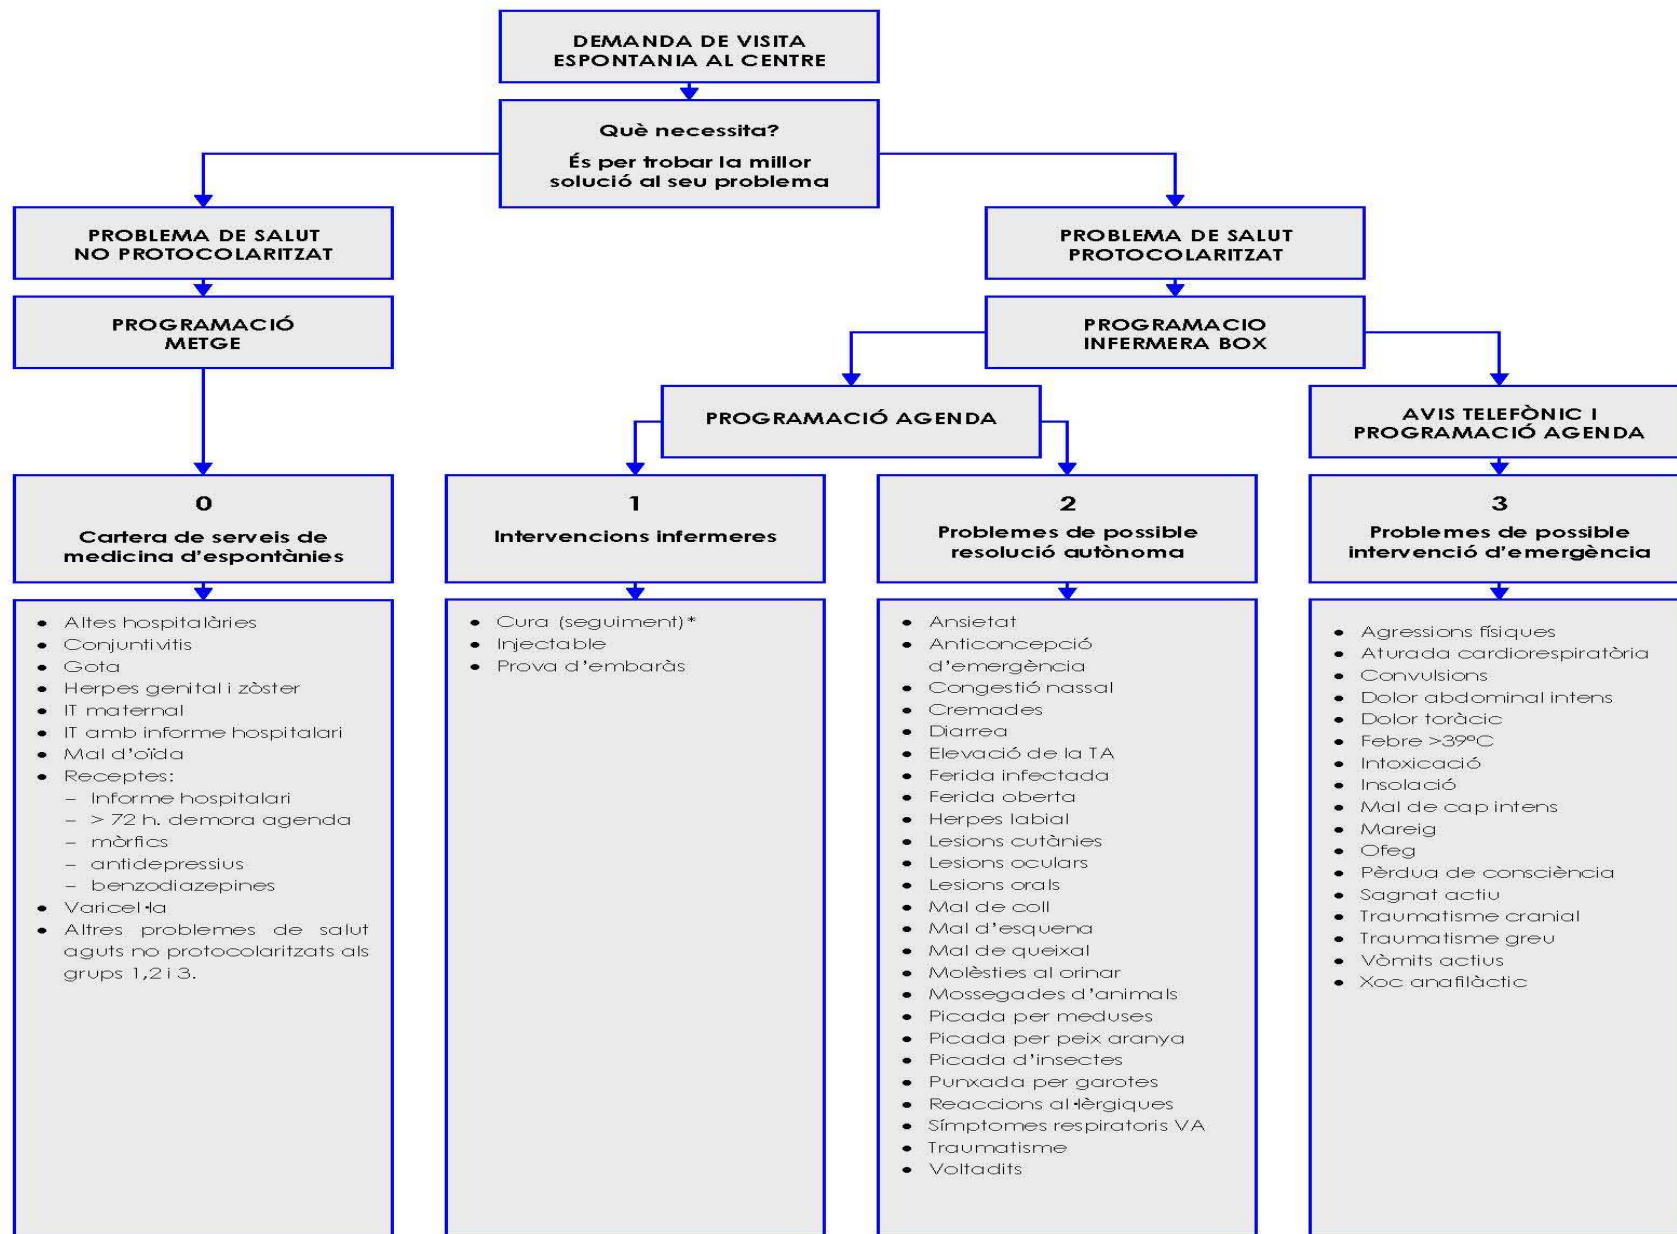 DEMANDA DE VISITA
ESPONTANIA AL CENTRE
Què necessita?
És per trobar la millor
solució al seu problema
PROBLEMA DE SALUT
NO PROTOCOLARITZAT
PROBLEMA DE SALUT
PROTOCOLARITZAT
PROGRAMACIÓ
METGE
PROGRAMACIO
INFERMERA BOX
PROGRAMACIÓ AGENDA
AVIS TELEFÒNIC I
PROGRAMACIÓ AGENDA
0
Cartera de serveis de
medicina d'espontànies
1
Intervencions infermeres
2
Problemes de possible
resolució autònoma
3
Problemes de possible
intervenció d'emergència
• Altes hospitalàries
• Conjuntivitis
• Gota
• Herpes genital i zòster
• IT maternal
• IT amb informe hospitalari
• Mal d'oïda
• Receptes:
– Informe hospitalari
– > 72 h. demora agenda
– mòrfics
– antidepressius
– benzodiazepines
• Varicel·la
• Altres problemes de salut
aguts no protocolaritzats als
grups 1,2 i 3.
• Cura (seguiment)*
• Injectable
• Prova d'embaràs
• Ansietat
• Anticoncepció
d'emergència
• Congestió nassal
• Cremades
• Diarrea
• Elevació de la TA
• Ferida infectada
• Ferida oberta
• Herpes labial
• Lesions cutànies
• Lesions oculars
• Lesions orals
• Mal de coll
• Mal d'esquena
• Mal de queixal
• Molèsties al orinar
• Mossegades d'animals
• Picada per meduses
• Picada per peix aranya
• Picada d'insectes
• Punxada per garotes
• Reaccions al·lèrgiques
• Símptomes respiratoris VA
• Traumatisme
• Voltadits
• Agressions físiques
• Aturada cardiorespiratòria
• Convulsions
• Dolor abdominal intens
• Dolor toràcic
• Febre >39ºC
• Intoxicació
• Insolació
• Mal de cap intens
• Mareig
• Ofeg
• Pèrdua de consciència
• Sagnat actiu
• Traumatisme cranial
• Traumatisme greu
• Vòmits actius
• Xoc anafilàctic